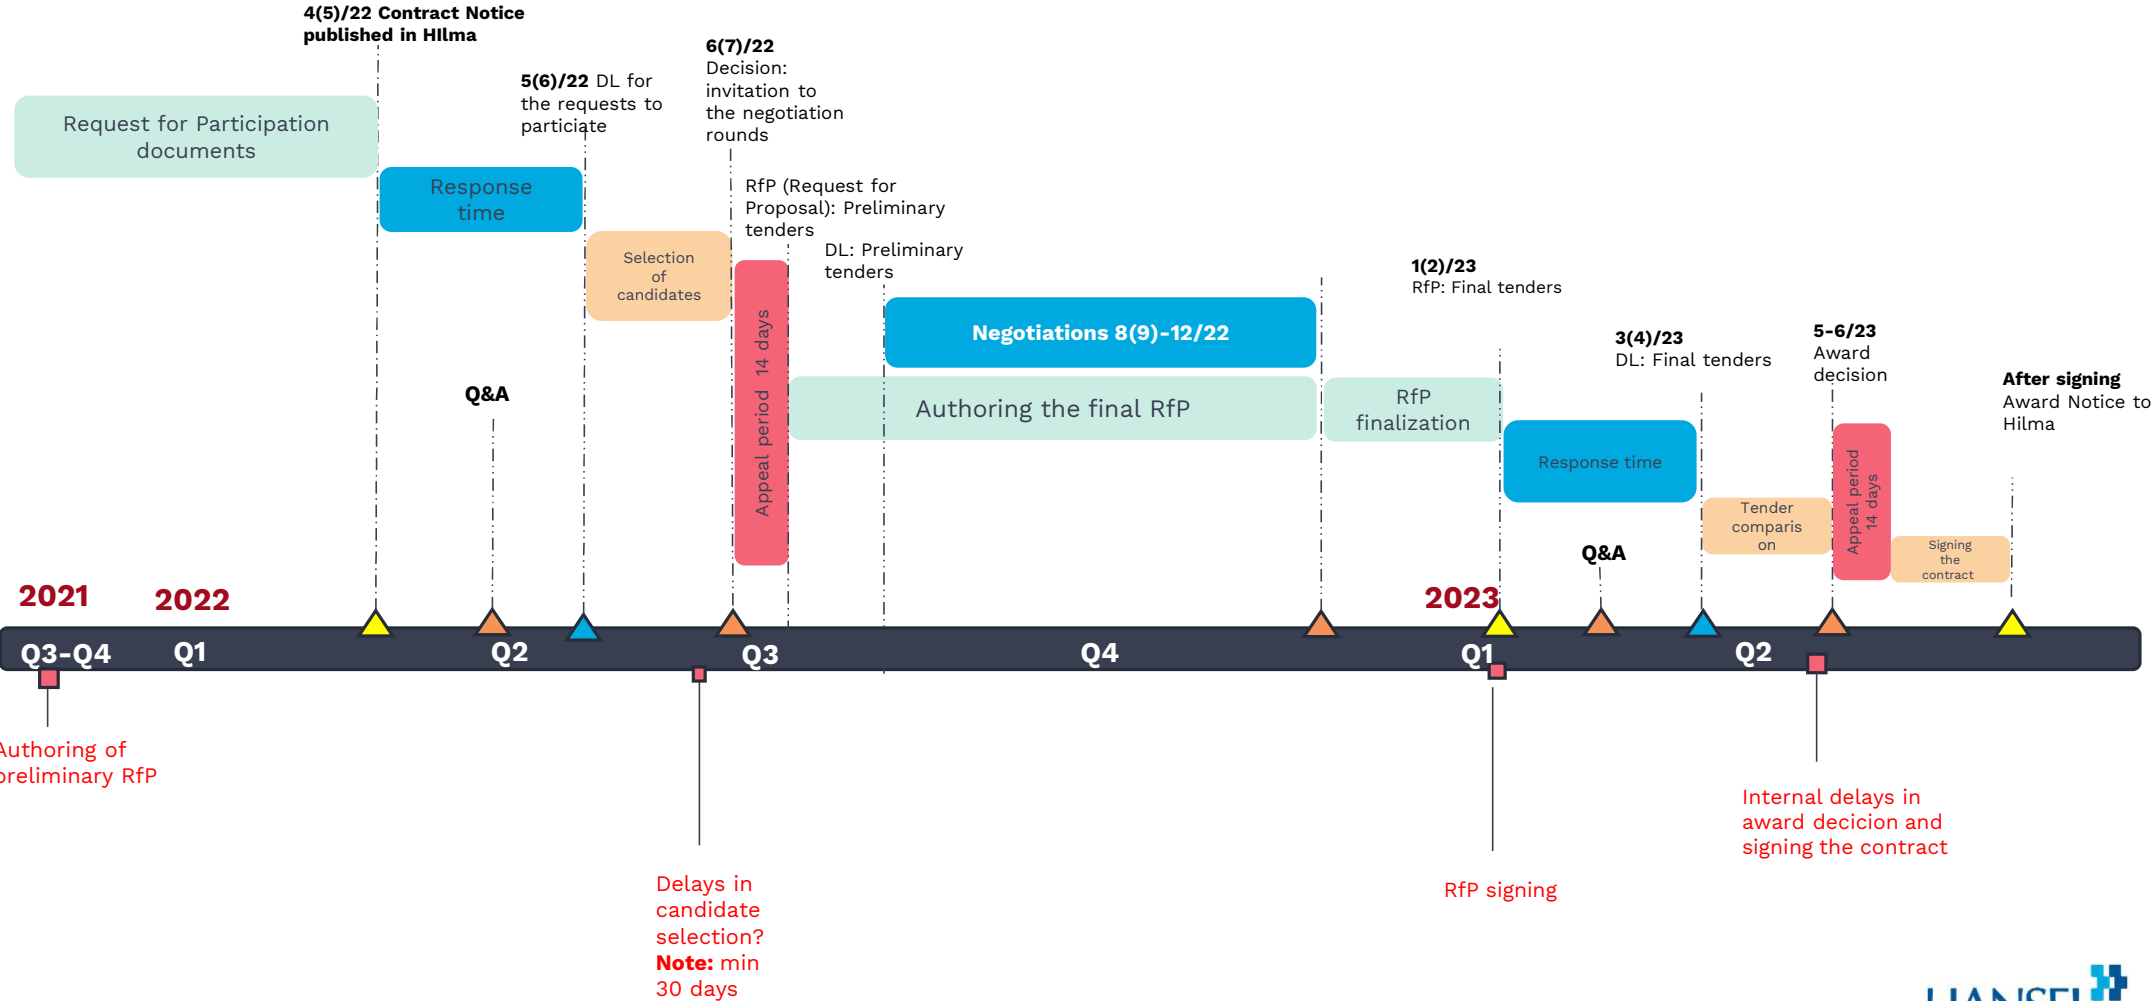 4(5)/22 Contract Notice
published in HIlma
5(6)/22 DL for
the requests to
particiate
6(7)/22
Decision:
invitation to
the negotiation
rounds
Request for Participation
documents
Response
time
RfP (Request for
Proposal): Preliminary
tenders
DL: Preliminary
tenders
Selection
of
candidates
Appeal period 14 days
Negotiations 8(9)-12/22
Authoring the final RfP
1(2)/23
RfP: Final tenders
RfP
finalization
3(4)/23
DL: Final tenders
5-6/23
Award
decision
After signing
Award Notice to
Hilma
Q&A
Response time
Tender
comparis
on
Appeal period
14 days
Signing
the
contract
Q&A
2021
2022
2023
Q3-Q4
Q1
Q2
Q3
Q4
Q1
Q2
Authoring of
preliminary RfP
Delays in
candidate
selection?
Note: min
30 days
RfP signing
Internal delays in
award decicion and
signing the contract
HANSEL